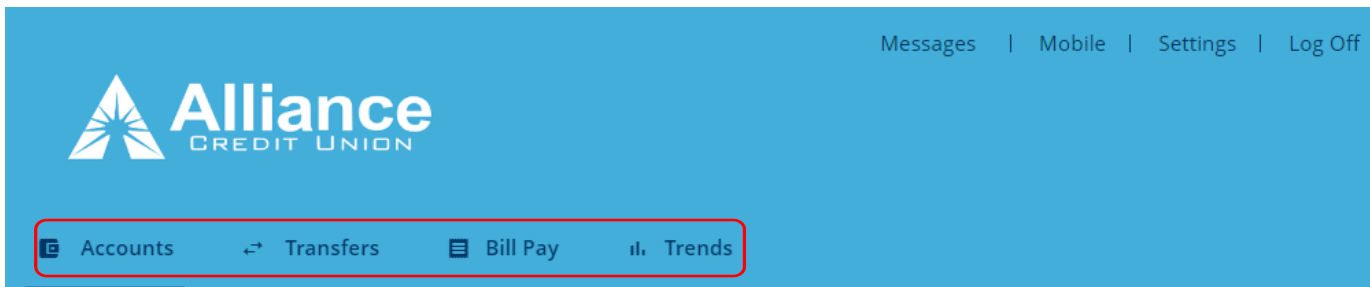 Messages | Mobile | Settings | Log Off
Alliance
CREDIT UNION
Accounts Transfers Bill Pay Trends